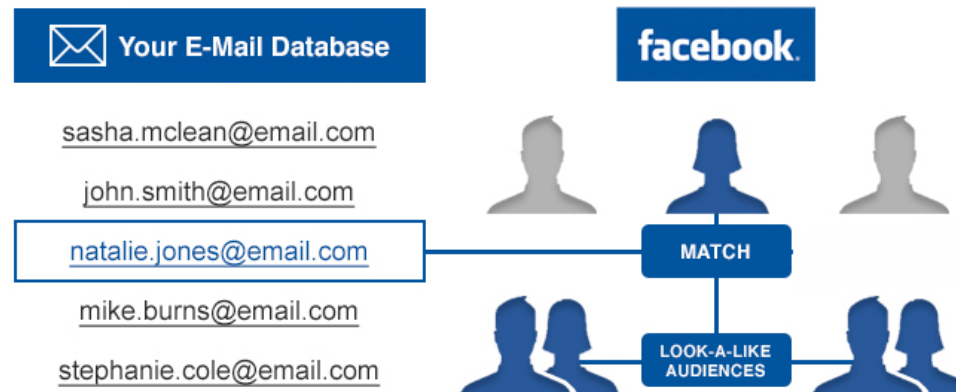 Your E-Mail Database
facebook.
sasha.mclean@email.com
john.smith@email.com
natalie.jones@email.com
mike.burns@email.com
stephanie.cole@email.com
MATCH
LOOK-A-LIKE
AUDIENCES